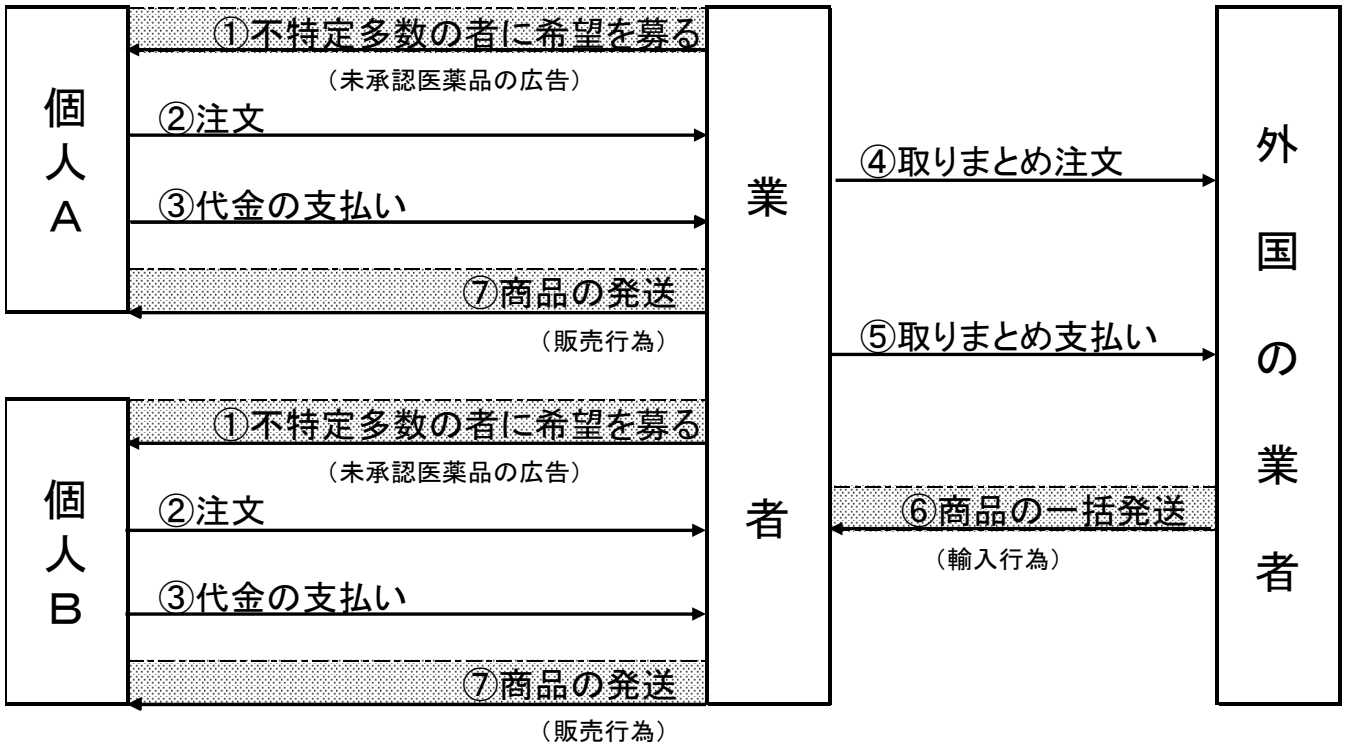 個人A
①不特定多数の者に希望を募る
（未承認医薬品の広告）
②注文
③代金の支払い
⑦商品の発送
（販売行為）
個人B
①不特定多数の者に希望を募る
（未承認医薬品の広告）
②注文
③代金の支払い
⑦商品の発送
（販売行為）
業者
④取りまとめ注文
⑤取りまとめ支払い
⑥商品の一括発送
（輸入行為）
外国の業者